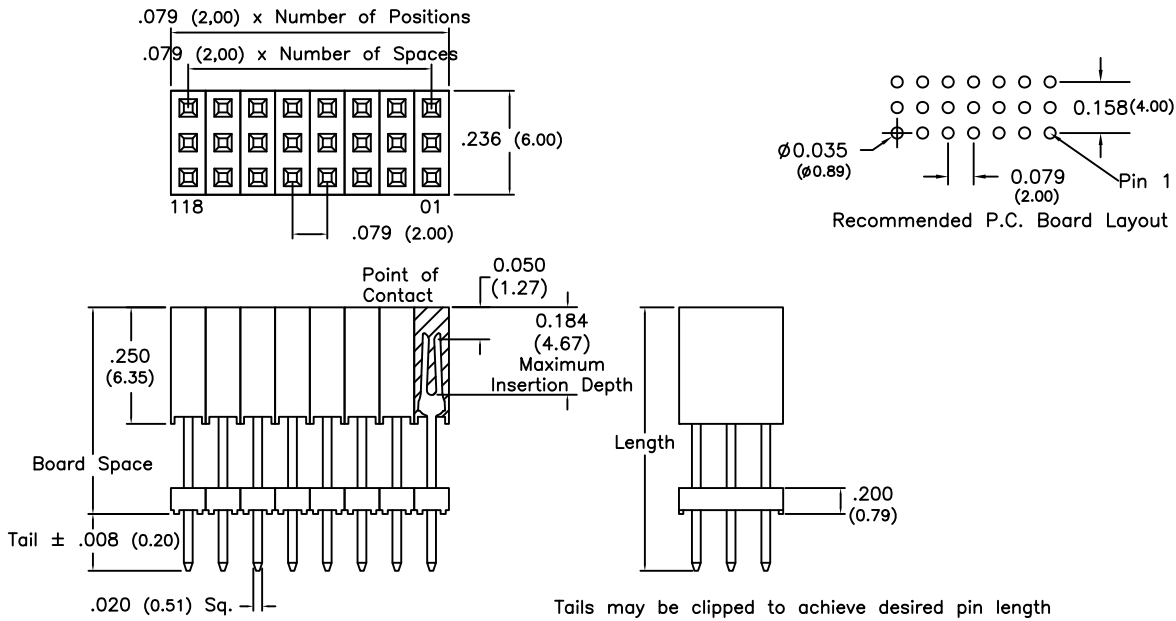 .079 (2,00) x Number of Positions
.079 (2,00) x Number of Spaces
.236 (6.00)
118
01
.079 (2.00)
0.158(4.00)
Ø0.035
(Ø0.89)
0.079
(2.00)
Pin 1
Recommended P.C. Board Layout
Point of
Contact
0.050
(1.27)
0.184
(4.67)
Maximum
Insertion Depth
.250
(6.35)
Board Space
Tail ± .008 (0.20)
.020 (0.51) Sq.
Length
.200
(0.79)
Tails may be clipped to achieve desired pin length